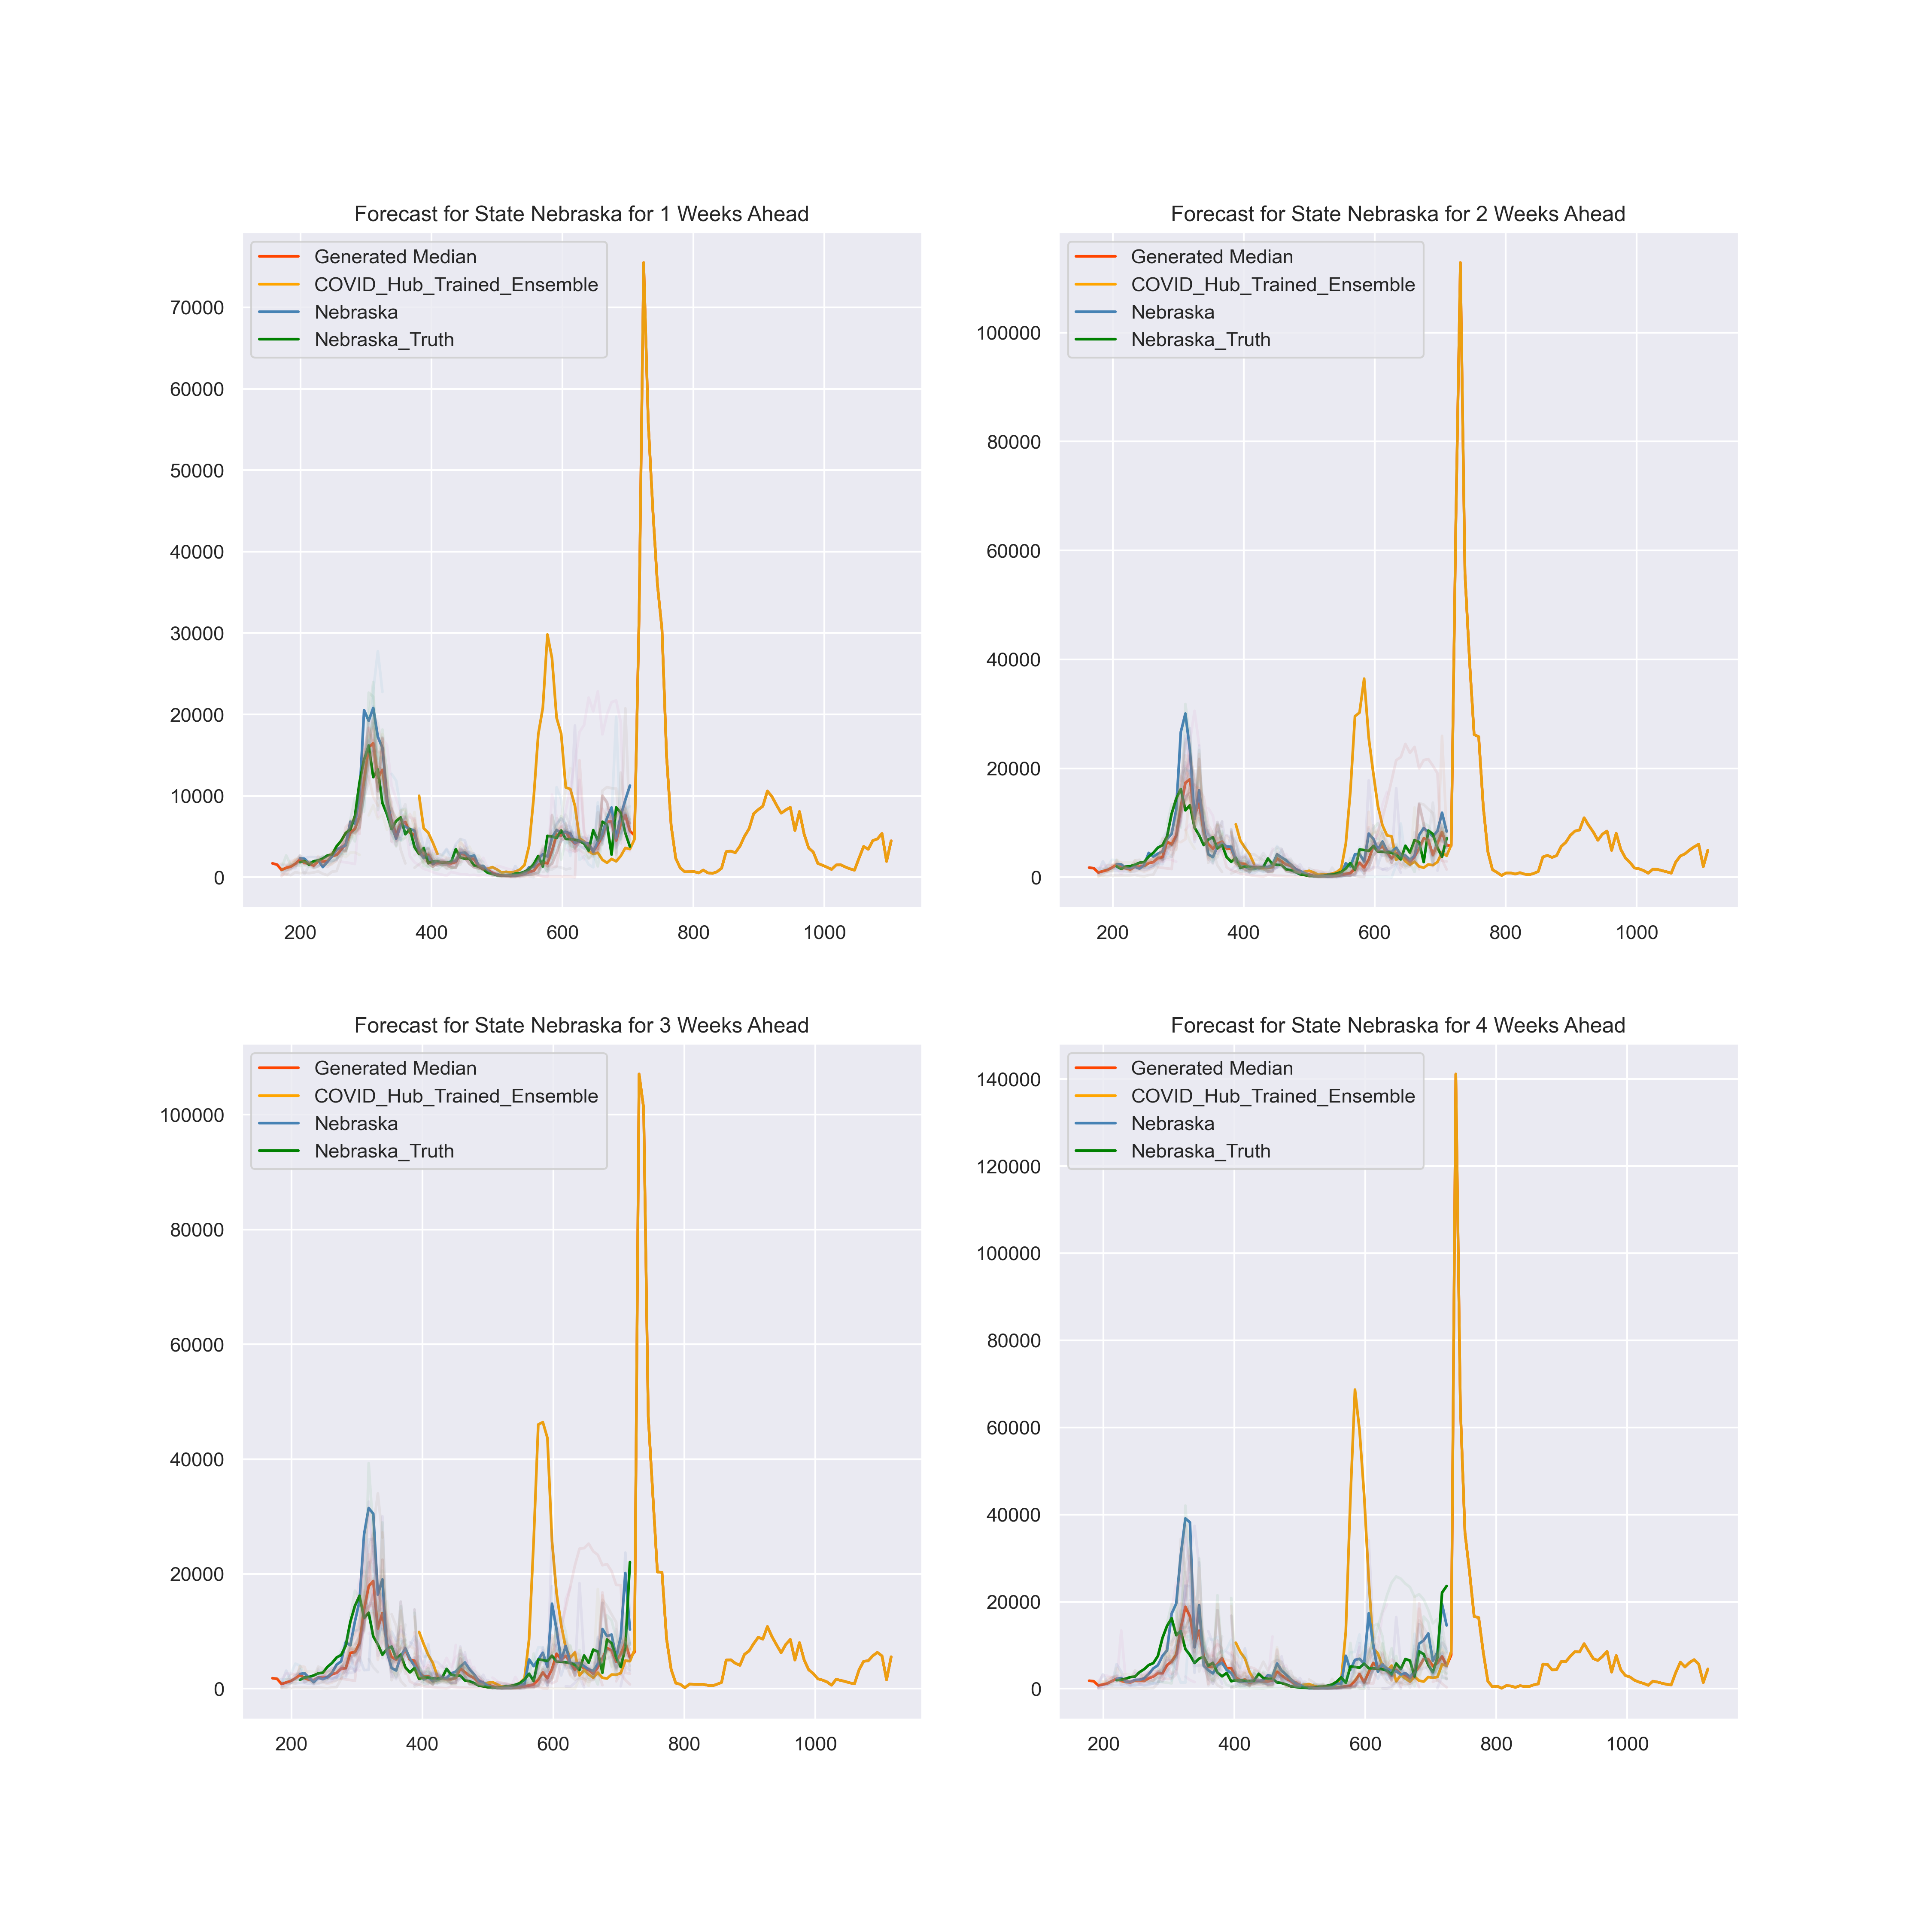 Forecast for State Nebraska for 1 Weeks Ahead
Generated Median
COVID_Hub_Trained_Ensemble
Nebraska
Nebraska_Truth
70000
60000
50000
40000
30000
20000
10000
0
200 400 600 800 1000
Forecast for State Nebraska for 2 Weeks Ahead
Generated Median
COVID_Hub_Trained_Ensemble
Nebraska
Nebraska_Truth
100000
80000
60000
40000
20000
0
200 400 600 800 1000
Forecast for State Nebraska for 3 Weeks Ahead
Generated Median
COVID_Hub_Trained_Ensemble
Nebraska
Nebraska_Truth
100000
80000
60000
40000
20000
0
200 400 600 800 1000
Forecast for State Nebraska for 4 Weeks Ahead
Generated Median
COVID_Hub_Trained_Ensemble
Nebraska
Nebraska_Truth
140000
120000
100000
80000
60000
40000
20000
0
200 400 600 800 1000